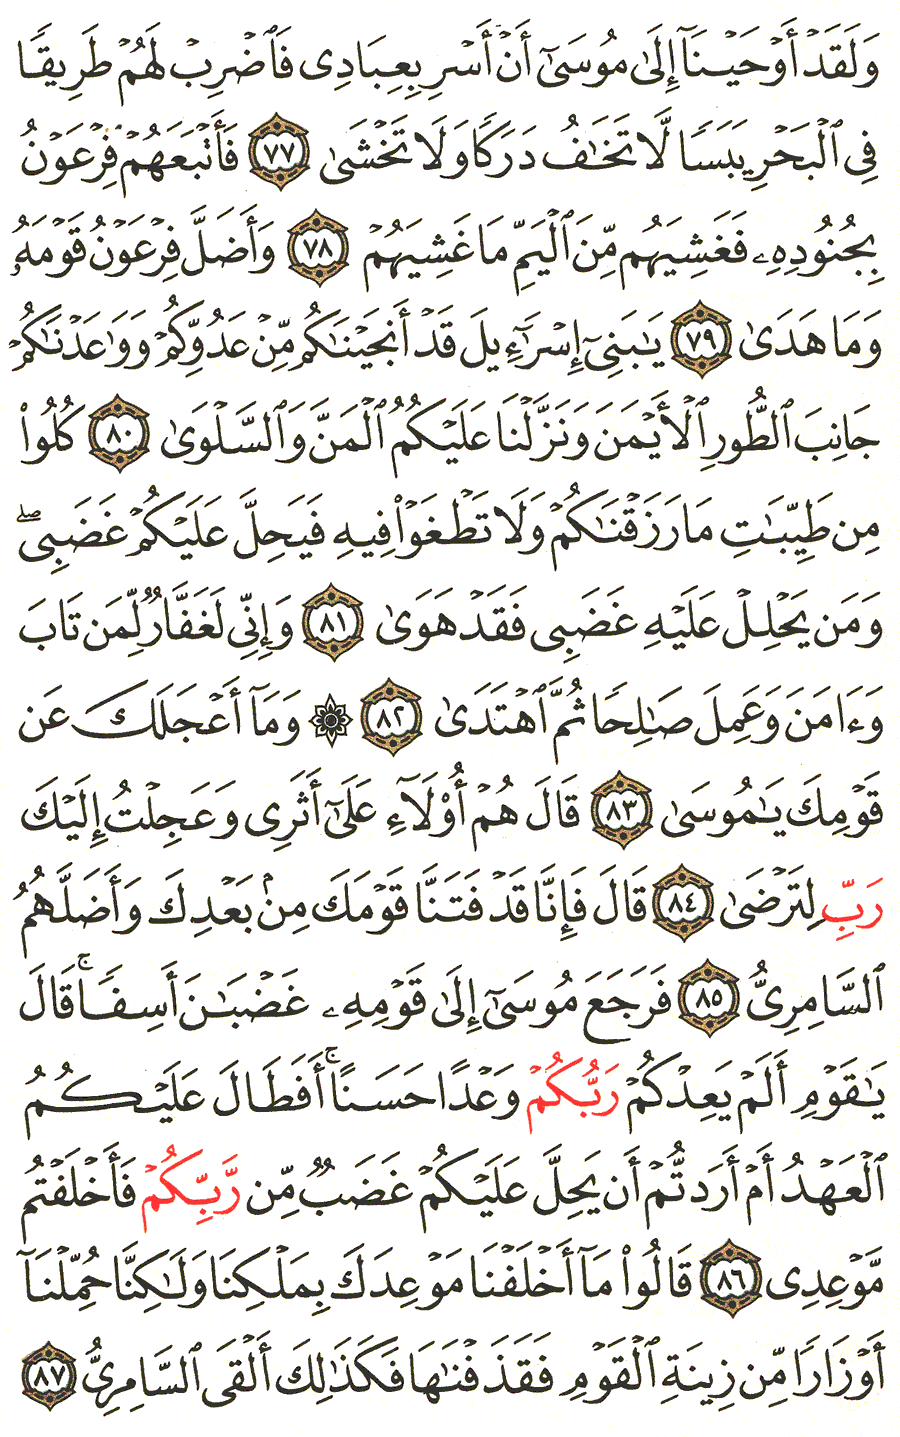 وَلَقَدْ أَوْحَيْنَآ إِلَىٰ مُوسَىٰٓ أَنْ أَسْرِ بِعِبَادِى فَٱضْرِبْ لَهُمْ طَرِيقًا
فِى ٱلْبَحْرِ يَبَسًا لَّا تَخَٰفُ دَرَكًا وَلَا تَخْشَىٰ ٧٧ فَأَتْبَعَهُمْ فِرْعَوْنُ
بِجُنُودِهِۦ فَغَشِيَهُم مِّنَ ٱلْيَمِّ مَا غَشِيَهُمْ ٧٨ وَأَضَلَّ فِرْعَوْنُ قَوْمَهُۥ
وَمَا هَدَىٰ ٧٩ يَٰبَنِىٓ إِسْرَٰٓءِيلَ قَدْ أَنجَيْنَٰكُم مِّنْ عَدُوِّكُمْ وَوَٰعَدْنَٰكُمْ
جَانِبَ ٱلطُّورِ ٱلْأَيْمَنَ وَنَزَّلْنَا عَلَيْكُمُ ٱلْمَنَّ وَٱلسَّلْوَىٰ ٨٠ كُلُوا۟
مِن طَيِّبَٰتِ مَا رَزَقْنَٰكُمْ وَلَا تَطْغَوْا۟ فِيهِ فَيَحِلَّ عَلَيْكُمْ غَضَبِى ۖ
وَمَن يَحْلِلْ عَلَيْهِ غَضَبِى فَقَدْ هَوَىٰ ٨١ وَإِنِّى لَغَفَّارٌ لِّمَن تَابَ
وَءَامَنَ وَعَمِلَ صَٰلِحًا ثُمَّ ٱهْتَدَىٰ ٨٢ ۞ وَمَآ أَعْجَلَكَ عَن
قَوْمِكَ يَٰمُوسَىٰ ٨٣ قَالَ هُمْ أُو۟لَآءِ عَلَىٰٓ أَثَرِى وَعَجِلْتُ إِلَيْكَ
رَبِّ لِتَرْضَىٰ ٨٤ قَالَ فَإِنَّا قَدْ فَتَنَّا قَوْمَكَ مِنۢ بَعْدِكَ وَأَضَلَّهُمُ
ٱلسَّامِرِىُّ ٨٥ فَرَجَعَ مُوسَىٰٓ إِلَىٰ قَوْمِهِۦ غَضْبَٰنَ أَسِفًا ۚ قَالَ
يَٰقَوْمِ أَلَمْ يَعِدْكُمْ رَبُّكُمْ وَعْدًا حَسَنًا ۚ أَفَطَالَ عَلَيْكُمُ
ٱلْعَهْدُ أَمْ أَرَدتُّمْ أَن يَحِلَّ عَلَيْكُمْ غَضَبٌ مِّن رَّبِّكُمْ فَأَخْلَفْتُم
مَّوْعِدِى ٨٦ قَالُوا۟ مَآ أَخْلَفْنَا مَوْعِدَكَ بِمَلْكِنَا وَلَٰكِنَّا حُمِّلْنَآ
أَوْزَارًا مِّن زِينَةِ ٱلْقَوْمِ فَقَذَفْنَٰهَا فَكَذَٰلِكَ أَلْقَى ٱلسَّامِرِىُّ ٨٧